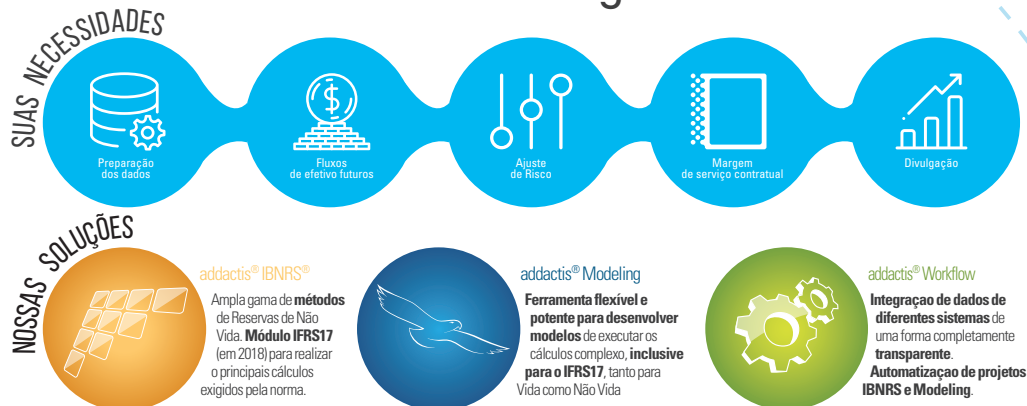 SUAS NECESSIDADES
Preparação
dos dados
Fluxos
de efetivo futuros
Ajuste
de Risco
Margem
de serviço contratual
Divulgação
NOSSAS SOLUÇÕES
addactis® IBNRS®
Ampla gama de métodos
de Reservas de Não
Vida. Módulo IFRS17
(em 2018) para realizar
o principais cálculos
exigidos pela norma.
addactis® Modeling
Ferramenta flexível e
potente para desenvolver
modelos de executar os
cálculos complexo, inclusive
para o IFRS17, tanto para
Vida como Não Vida
addactis® Workflow
Integraçao de dados de
diferentes sistemas de
uma forma completamente
transparente.
Automatizaçao de projetos
IBNRS e Modeling.